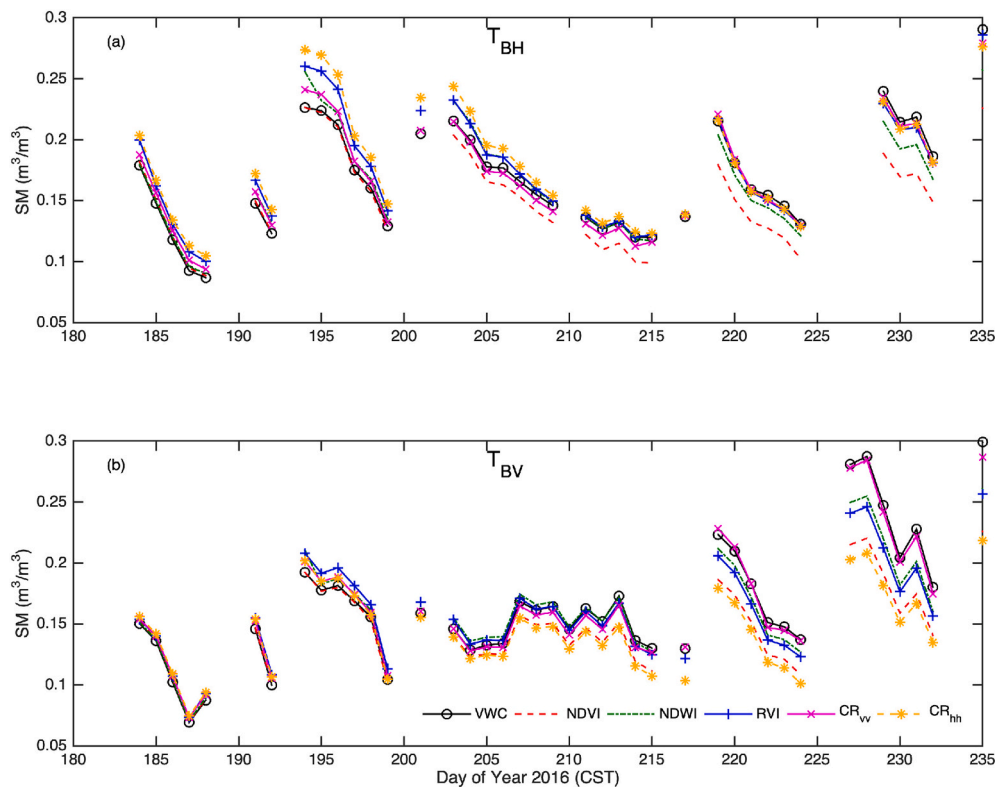 0.3
(a)
T_BH
0.25
0.2
SM (m³/m³)
0.15
0.1
0.05
180 185 190 195 200 205 210 215 220 225 230 235
0.3
(b)
T_BV
0.25
0.2
SM (m³/m³)
0.15
0.1
VWC NDVI NDWI RVI CR_vv CR_hh
0.05
180 185 190 195 200 205 210 215 220 225 230 235
Day of Year 2016 (CST)